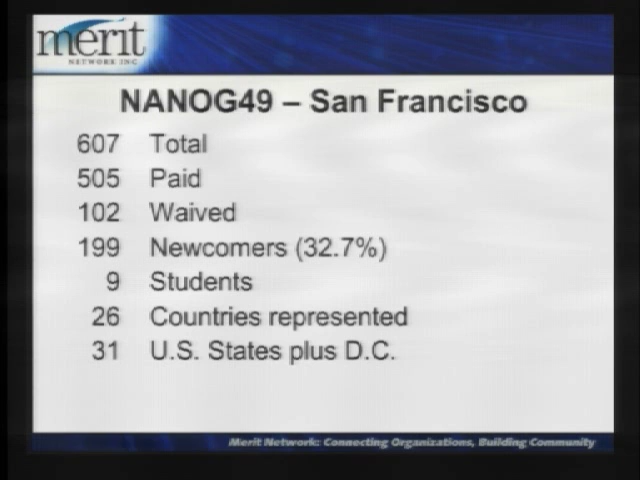 merit
NETWORK INC
NANOG49 – San Francisco
607 Total
505 Paid
102 Waived
199 Newcomers (32.7%)
9 Students
26 Countries represented
31 U.S. States plus D.C.
Merit Network: Connecting Organizations, Building Community